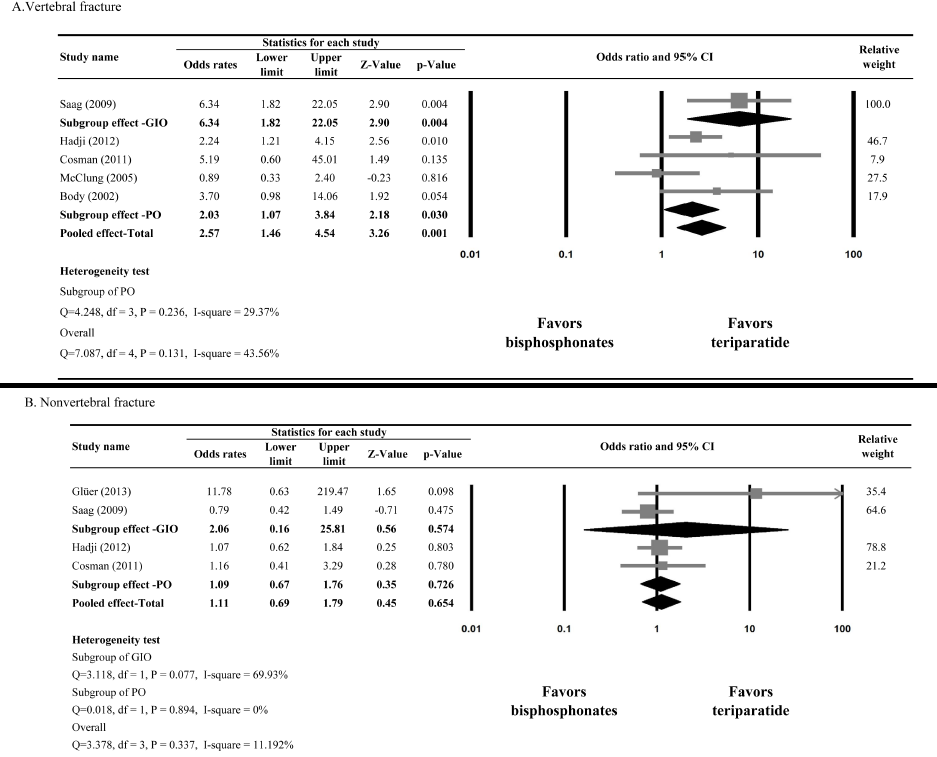 A.Vertebral fracture
Statistics for each study
Study name Odds rates Lower limit Upper limit Z-Value p-Value Odds ratio and 95% CI Relative weight
Saag (2009) 6.34 1.82 22.05 2.90 0.004 100.0
Subgroup effect -GIO 6.34 1.82 22.05 2.90 0.004
Hadji (2012) 2.24 1.21 4.15 2.56 0.010 46.7
Cosman (2011) 5.19 0.60 45.01 1.49 0.135 7.9
McClung (2005) 0.89 0.33 2.40 -0.23 0.816 27.5
Body (2002) 3.70 0.98 14.06 1.92 0.054 17.9
Subgroup effect -PO 2.03 1.07 3.84 2.18 0.030
Pooled effect-Total 2.57 1.46 4.54 3.26 0.001
0.01 0.1 1 10 100
Heterogeneity test
Subgroup of PO
Q=4.248, df = 3, P = 0.236, I-square = 29.37%
Overall
Q=7.087, df = 4, P = 0.131, I-square = 43.56%
Favors bisphosphonates
Favors teriparatide
B. Nonvertebral fracture
Statistics for each study
Study name Odds rates Lower limit Upper limit Z-Value p-Value Odds ratio and 95% CI Relative weight
Glüer (2013) 11.78 0.63 219.47 1.65 0.098 35.4
Saag (2009) 0.79 0.42 1.49 -0.71 0.475 64.6
Subgroup effect -GIO 2.06 0.16 25.81 0.56 0.574
Hadji (2012) 1.07 0.62 1.84 0.25 0.803 78.8
Cosman (2011) 1.16 0.41 3.29 0.28 0.780 21.2
Subgroup effect -PO 1.09 0.67 1.76 0.35 0.726
Pooled effect-Total 1.11 0.69 1.79 0.45 0.654
0.01 0.1 1 10 100
Heterogeneity test
Subgroup of GIO
Q=3.118, df = 1, P = 0.077, I-square = 69.93%
Subgroup of PO
Q=0.018, df = 1, P = 0.894, I-square = 0%
Overall
Q=3.378, df = 3, P = 0.337, I-square = 11.192%
Favors bisphosphonates
Favors teriparatide